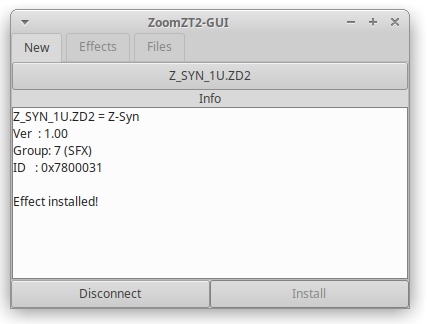 ZoomZT2-GUI
New Effects Files
Z_SYN_1U.ZD2
Info
Z_SYN_1U.ZD2 = Z-Syn
Ver : 1.00
Group: 7 (SFX)
ID : 0x7800031
Effect installed!
Disconnect Install